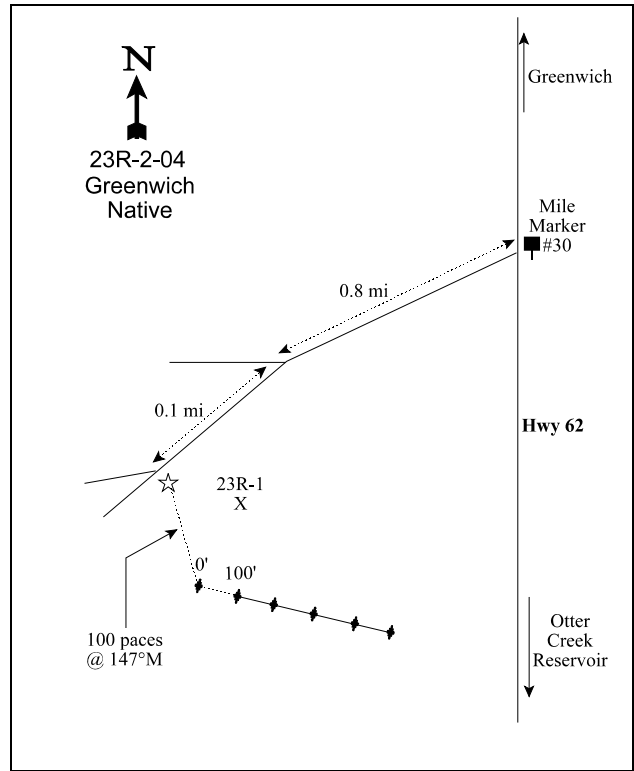 N
23R-2-04
Greenwich
Native
Greenwich
Mile
Marker
#30
0.8 mi
0.1 mi
Hwy 62
23R-1
X
0'
100'
100 paces
@ 147°M
Otter
Creek
Reservoir